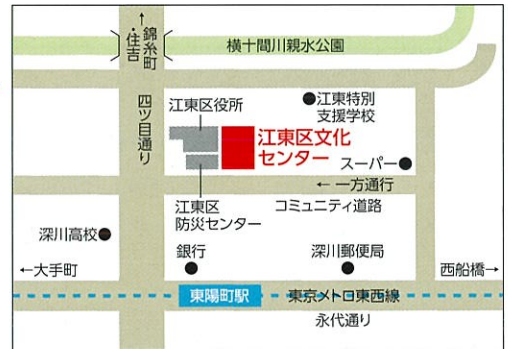 ↑錦糸町
・住吉
横十間川親水公園
四ツ目通り
江東区役所
●江東特別
支援学校
江東区文化
センター
スーパー●
← 一方通行
江東区
防災センター
コミュニティ道路
深川高校●
銀行
深川郵便局
←大手町
西船橋→
東陽町駅
東京メトロ東西線
永代通り